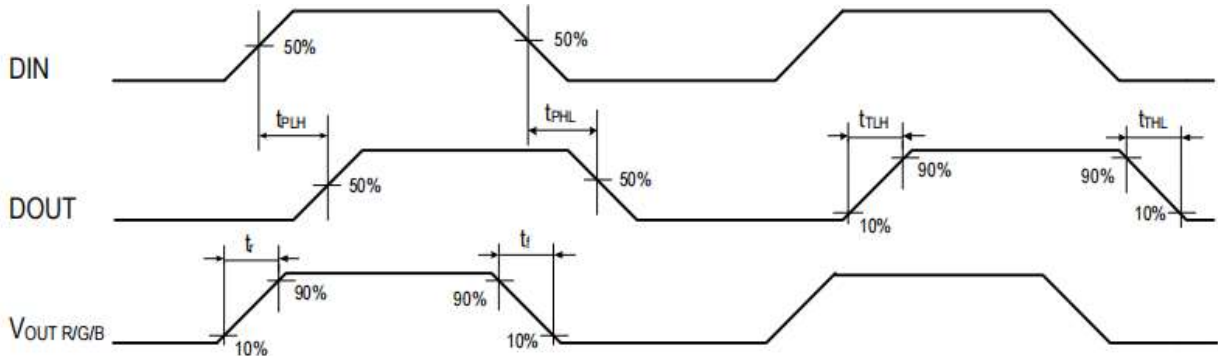 DIN
50%
50%
tPLH
tPHL
tTLH
tTHL
DOUT
50%
50%
90%
10%
90%
10%
tr
tf
VOUT R/G/B
90%
10%
90%
10%